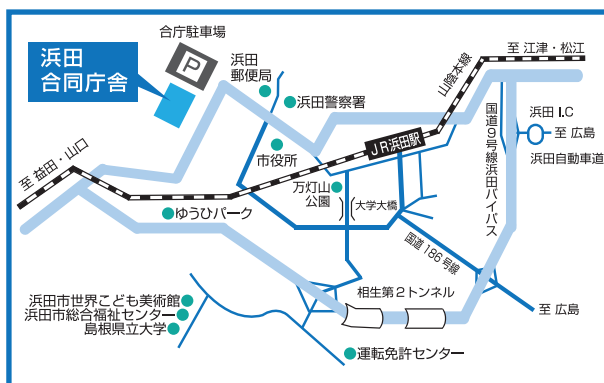 浜田
合同庁舎
合庁駐車場
P
浜田
郵便局
浜田警察署
市役所
JR浜田駅
山陰本線
至 江津・松江
国道9号線浜田バイパス
浜田 I.C
至 広島
浜田自動車道
至 益田・山口
ゆうひパーク
万灯山
公園
大学大橋
国道186号線
至 広島
相生第2トンネル
浜田市世界こども美術館
浜田市総合福祉センター
島根県立大学
運転免許センター